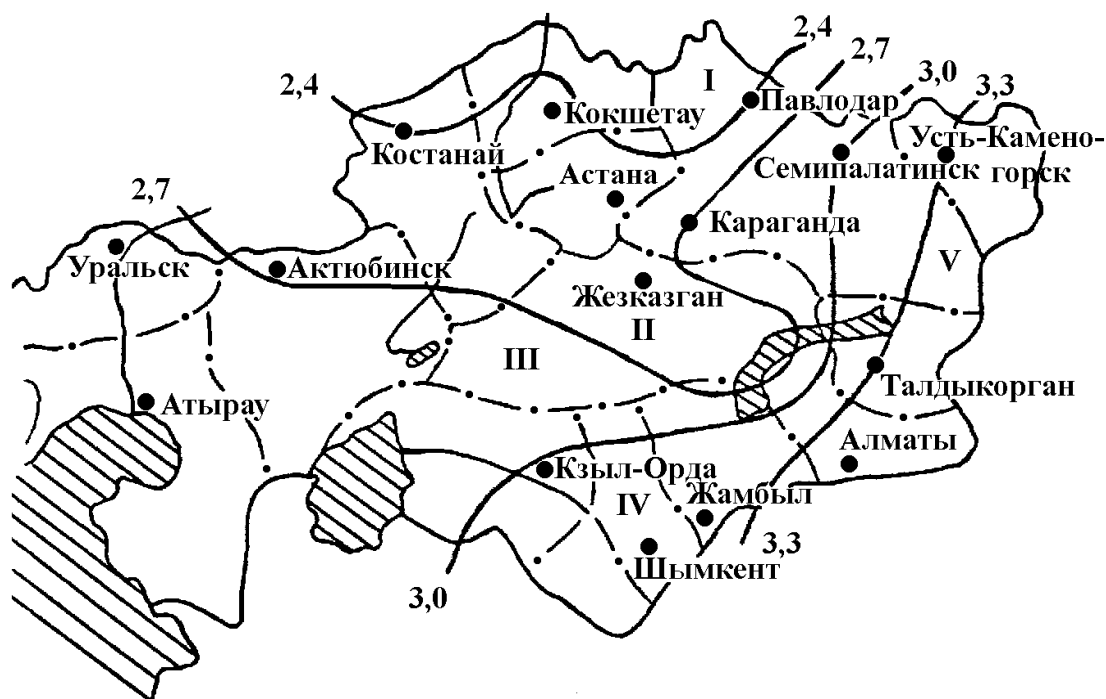 2,4
2,7
2,4
I
3,0
3,3
Павлодар
Кокшетау
Костанай
Усть-Камено-
горск
Семипалатинск
Астана
2,7
Караганда
Уральск
Актюбинск
V
Жезказган
II
III
Талдыкорган
Атырау
Алматы
Кзыл-Орда
IV
Жамбыл
3,3
Шымкент
3,0